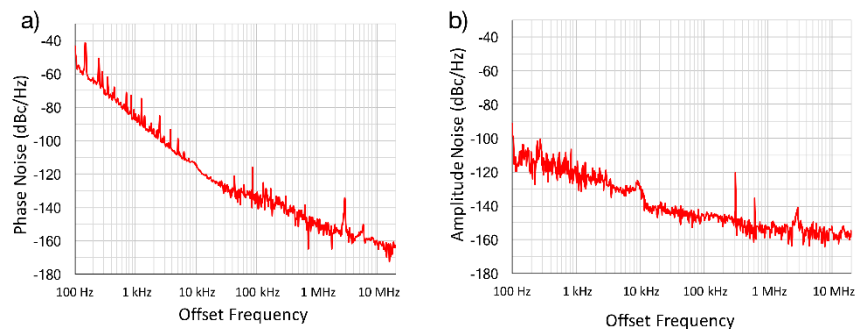 a)
Phase Noise (dBc/Hz)
-40
-60
-80
-100
-120
-140
-160
-180
100 Hz 1 kHz 10 kHz 100 kHz 1 MHz 10 MHz
Offset Frequency
b)
Amplitude Noise (dBc/Hz)
-40
-60
-80
-100
-120
-140
-160
-180
100 Hz 1 kHz 10 kHz 100 kHz 1 MHz 10 MHz
Offset Frequency